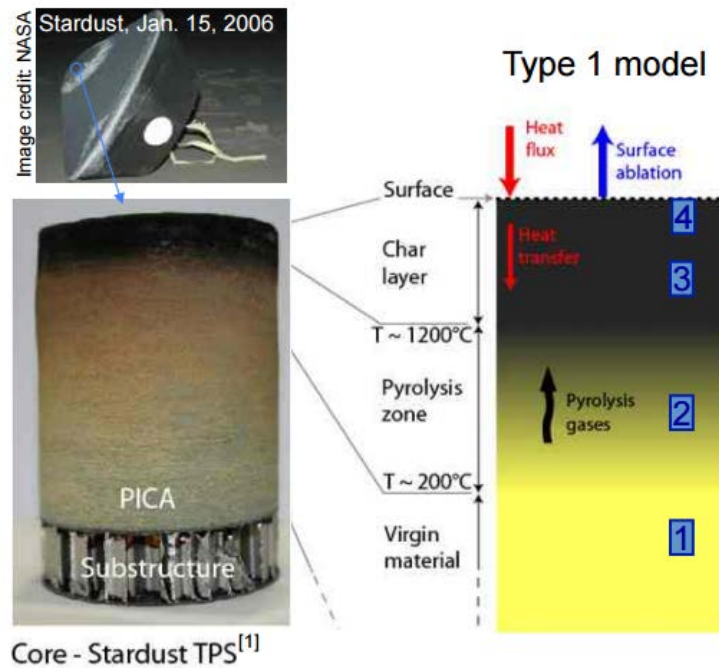 Image credit: NASA
Stardust, Jan. 15, 2006
Type 1 model
Heat
flux
Surface
ablation
Surface
4
Heat
transfer
Char
layer
3
T ~ 1200°C
Pyrolysis
zone
Pyrolysis
gases
2
T ~ 200°C
PICA
Virgin
material
1
Substructure
Core - Stardust TPS[1]